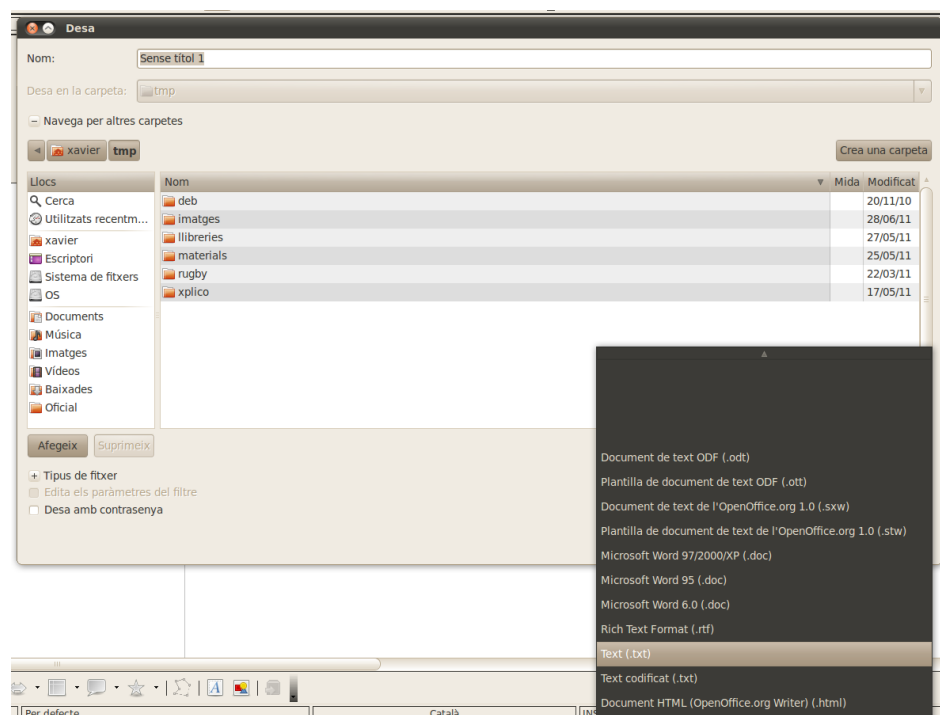 Desa
Nom: Sense títol 1
Desa en la carpeta: tmp
Navega per altres carpetes
xavier tmp Crea una carpeta
Llocs Nom Mida Modificat
Cerca deb 20/11/10
Utilitzats recentm... imatges 28/06/11
llibreries 27/05/11
xavier
Escriptori materials 25/05/11
Sistema de fitxers rugby 22/03/11
OS xplico 17/05/11
Documents
Música
Imatges
Vídeos
Baixades
Oficial
Afegeix Suprimeix
Tipus de fitxer
Edita els paràmetres del filtre
Desa amb contrasenya
Document de text ODF (.odt)
Plantilla de document de text ODF (.ott)
Document de text de l'OpenOffice.org 1.0 (.sxw)
Plantilla de document de text de l'OpenOffice.org 1.0 (.stw)
Microsoft Word 97/2000/XP (.doc)
Microsoft Word 95 (.doc)
Microsoft Word 6.0 (.doc)
Rich Text Format (.rtf)
Text (.txt)
Text codificat (.txt)
Document HTML (OpenOffice.org Writer) (.html)
Per defecte Català INS